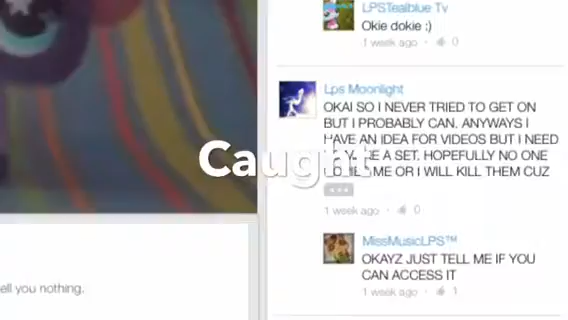 LPSTealblue Tv
Okie dokie :)
1 week ago · 0
Lps Moonlight
OKAI SO I NEVER TRIED TO GET ON
BUT I PROBABLY CAN. ANYWAYS I
HAVE AN IDEA FOR VIDEOS BUT I NEED
A SET. HOPEFULLY NO ONE
ME OR I WILL KILL THEM CUZ
...
1 week ago · 0
MissMusicLPS™
OKAYZ JUST TELL ME IF YOU
CAN ACCESS IT
1 week ago · 1
Caught
ell you nothing.